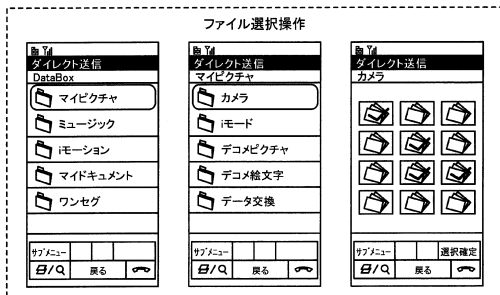 ファイル選択操作
ダイレクト送信
DataBox
マイピクチャ
ミュージック
iモーション
マイドキュメント
ワンセグ
サブメニュー
戻る
ダイレクト送信
マイピクチャ
カメラ
iモード
デコメピクチャ
デコメ絵文字
データ交換
サブメニュー
戻る
ダイレクト送信
カメラ
サブメニュー 選択確定
戻る